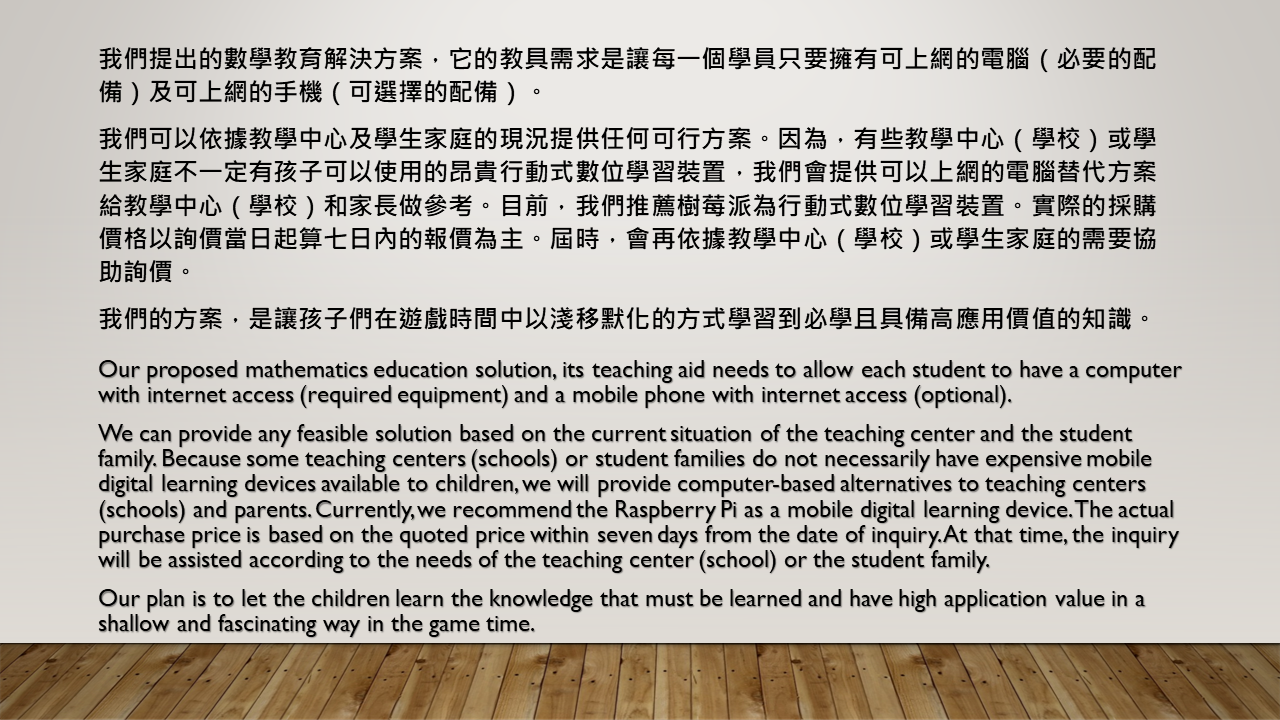 我們提出的數學教育解決方案，它的教具需求是讓每一個學員只要擁有可上網的電腦（必要的配
備）及可上網的手機（可選擇的配備）。
我們可以依據教學中心及學生家庭的現況提供任何可行方案。因為，有些教學中心（學校）或學
生家庭不一定有孩子可以使用的昂貴行動式數位學習裝置，我們會提供可以上網的電腦替代方案
給教學中心（學校）和家長做參考。目前，我們推薦樹莓派為行動式數位學習裝置。實際的採購
價格以詢價當日起算七日內的報價為主。屆時，會再依據教學中心（學校）或學生家庭的需要協
助詢價。
我們的方案，是讓孩子們在遊戲時間中以淺移默化的方式學習到必學且具備高應用價值的知識。
Our proposed mathematics education solution, its teaching aid needs to allow each student to have a computer
with internet access (required equipment) and a mobile phone with internet access (optional).
We can provide any feasible solution based on the current situation of the teaching center and the student
family. Because some teaching centers (schools) or student families do not necessarily have expensive mobile
digital learning devices available to children, we will provide computer-based alternatives to teaching centers
(schools) and parents. Currently, we recommend the Raspberry Pi as a mobile digital learning device. The actual
purchase price is based on the quoted price within seven days from the date of inquiry. At that time, the inquiry
will be assisted according to the needs of the teaching center (school) or the student family.
Our plan is to let the children learn the knowledge that must be learned and have high application value in a
shallow and fascinating way in the game time.